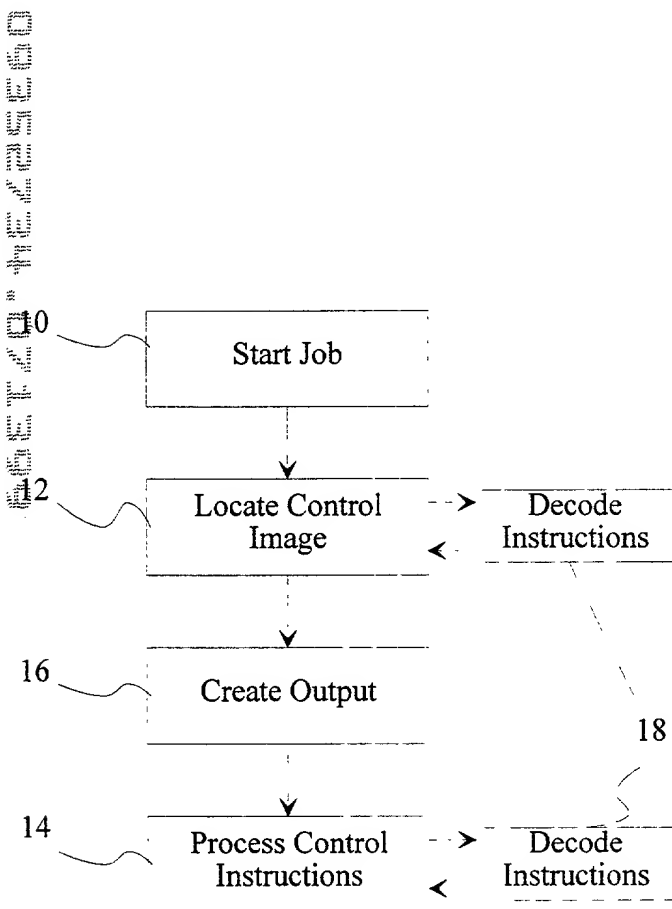 10
Start Job
12
Locate Control
Image
Decode
Instructions
16
Create Output
18
14
Process Control
Instructions
Decode
Instructions